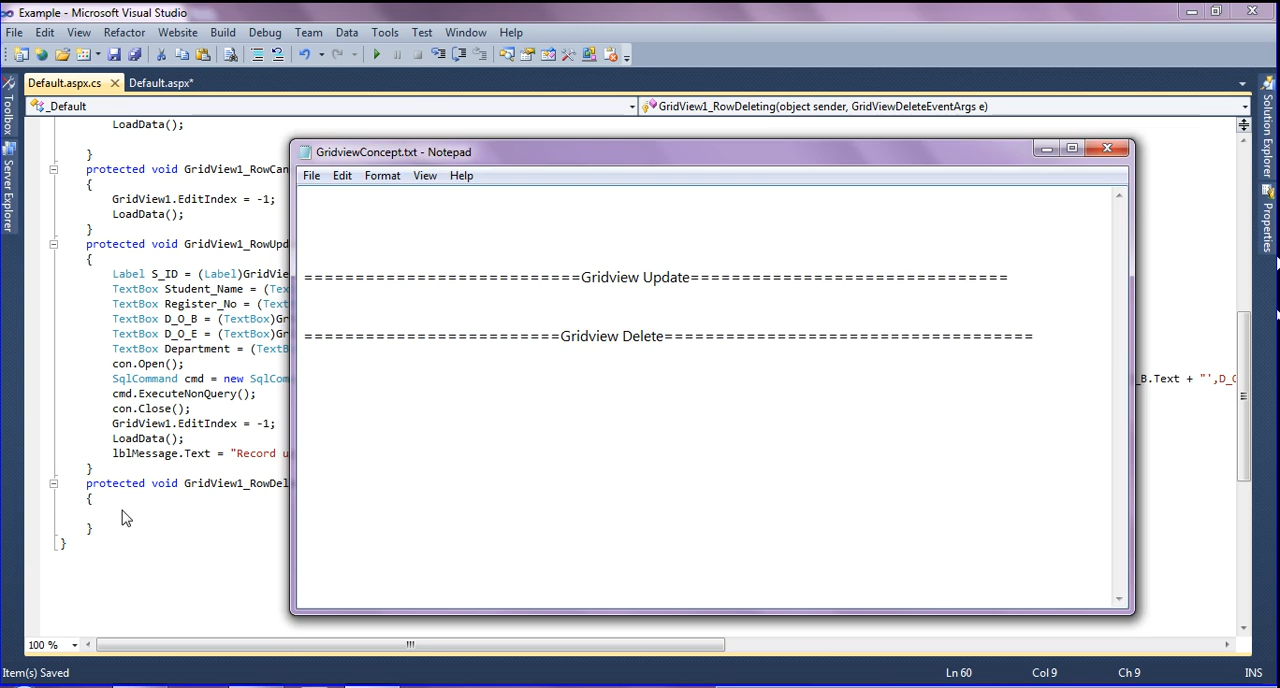 Example - Microsoft Visual Studio
File Edit View Refactor Website Build Debug Team Data Tools Test Window Help
Default.aspx.cs Default.aspx*
_Default GridView1_RowDeleting(object sender, GridViewDeleteEventArgs e)
Toolbox
Server Explorer
Solution Explorer
Properties
LoadData();
}
protected void GridView1_RowCan
{
GridView1.EditIndex = -1;
LoadData();
}
protected void GridView1_RowUpd
{
Label S_ID = (Label)GridVie
TextBox Student_Name = (Tex
TextBox Register_No = (Text
TextBox D_O_B = (TextBox)Gr
TextBox D_O_E = (TextBox)Gr
TextBox Department = (TextB
con.Open();
SqlCommand cmd = new SqlCom _B.Text + "',D_O
cmd.ExecuteNonQuery();
con.Close();
GridView1.EditIndex = -1;
LoadData();
lblMessage.Text = "Record u
}
protected void GridView1_RowDel
{
}
}
GridviewConcept.txt - Notepad
File Edit Format View Help
===========================Gridview Update===============================
=========================Gridview Delete====================================
100 %
Item(s) Saved Ln 60 Col 9 Ch 9 INS